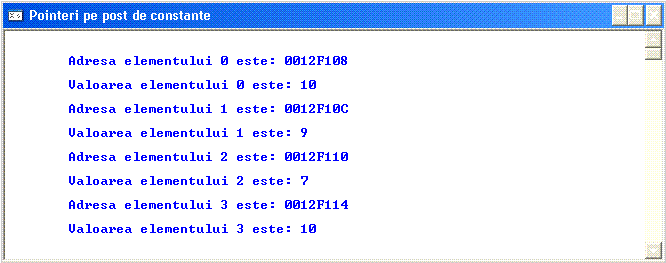 Pointeri pe post de constante
Adresa elementului 0 este: 0012F108
Valoarea elementului 0 este: 10
Adresa elementului 1 este: 0012F10C
Valoarea elementului 1 este: 9
Adresa elementului 2 este: 0012F110
Valoarea elementului 2 este: 7
Adresa elementului 3 este: 0012F114
Valoarea elementului 3 este: 10